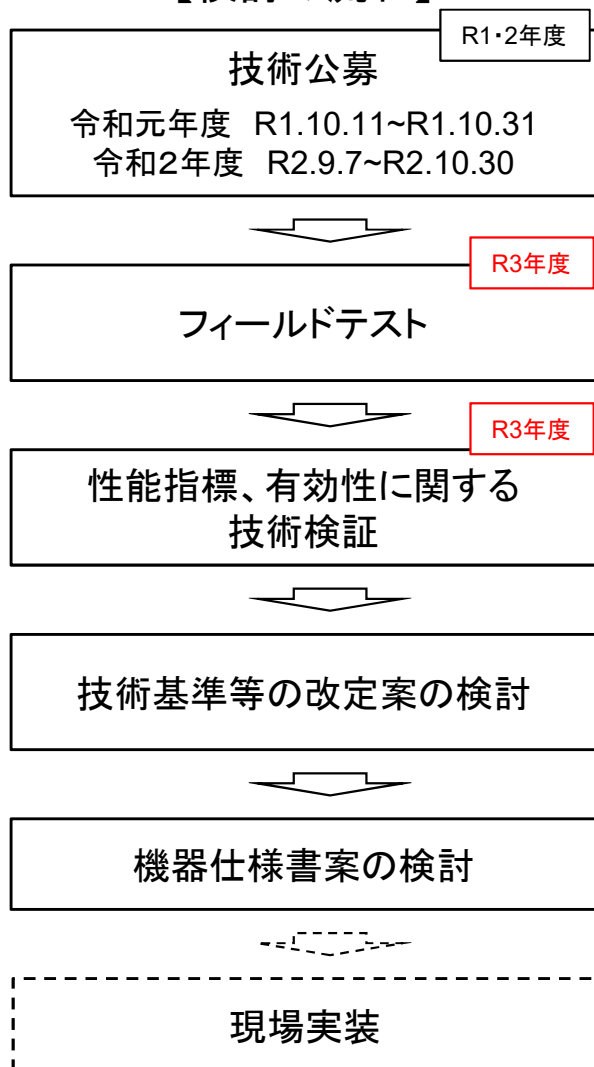 R1・2年度
技術公募
令和元年度 R1.10.11~R1.10.31
令和２年度 R2.9.7~R2.10.30
R3年度
フィールドテスト
R3年度
性能指標、有効性に関する
技術検証
技術基準等の改定案の検討
機器仕様書案の検討
現場実装